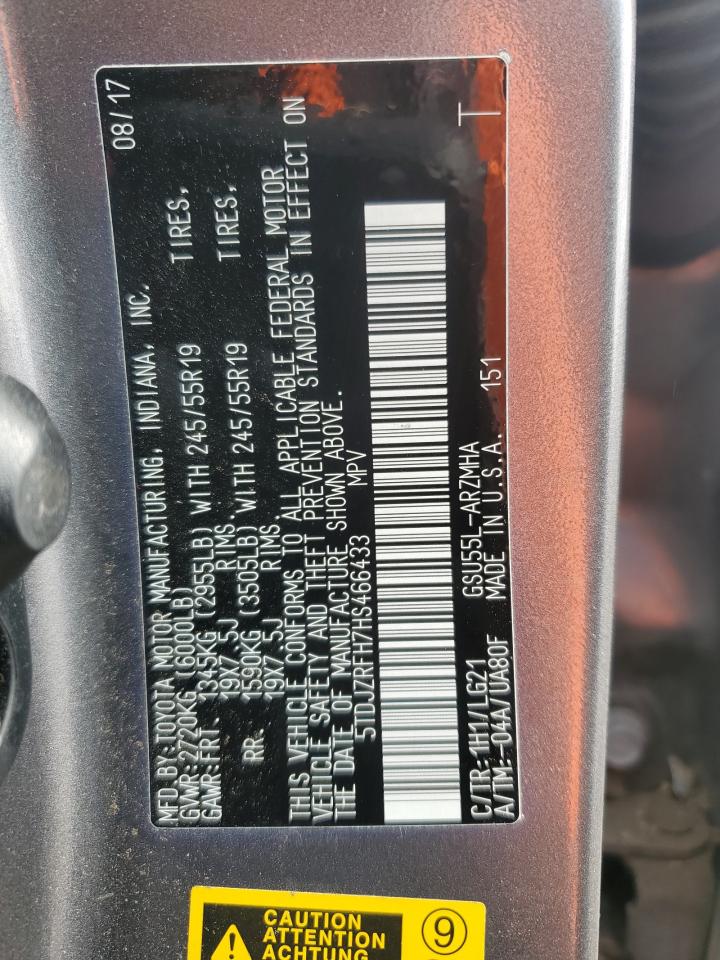 MFD. BY: TOYOTA MOTOR MANUFACTURING, INDIANA, INC. 08/17
GVWR: 2720KG (6000LB)
GAWR: FRT. 1345KG (2955LB) WITH 245/55R19 TIRES,
19X7.5J RIMS,
RR. 1590KG (3505LB) WITH 245/55R19 TIRES,
19X7.5J RIMS.
THIS VEHICLE CONFORMS TO ALL APPLICABLE FEDERAL MOTOR
VEHICLE SAFETY AND THEFT PREVENTION STANDARDS IN EFFECT ON
THE DATE OF MANUFACTURE SHOWN ABOVE.
5TDJZRFH7HS466433 MPV
C/TR: 1H1/LG21 GSU55L-ARZMHA T
A/TM: -04A/UA80F MADE IN U.S.A. 151
CAUTION
ATTENTION
ACHTUNG
9